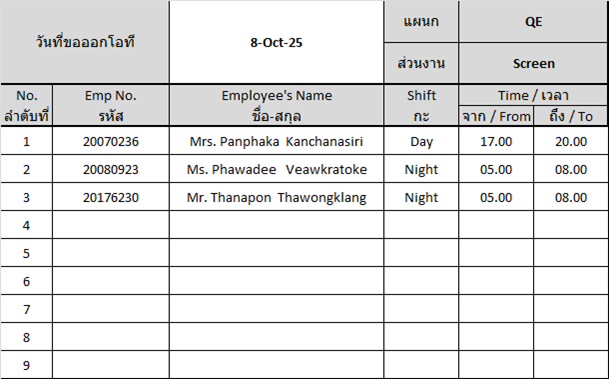 วันที่ขอออกโอที 8-Oct-25 แผนก QE
ส่วนงาน Screen
No. Emp No. Employee's Name Shift Time / เวลา
ลำดับที่ รหัส ชื่อ-สกุล กะ จาก / From ถึง / To
1 20070236 Mrs. Panphaka Kanchanasiri Day 17.00 20.00
2 20080923 Ms. Phawadee Veawkratoke Night 05.00 08.00
3 20176230 Mr. Thanapon Thawongklang Night 05.00 08.00
4
5
6
7
8
9